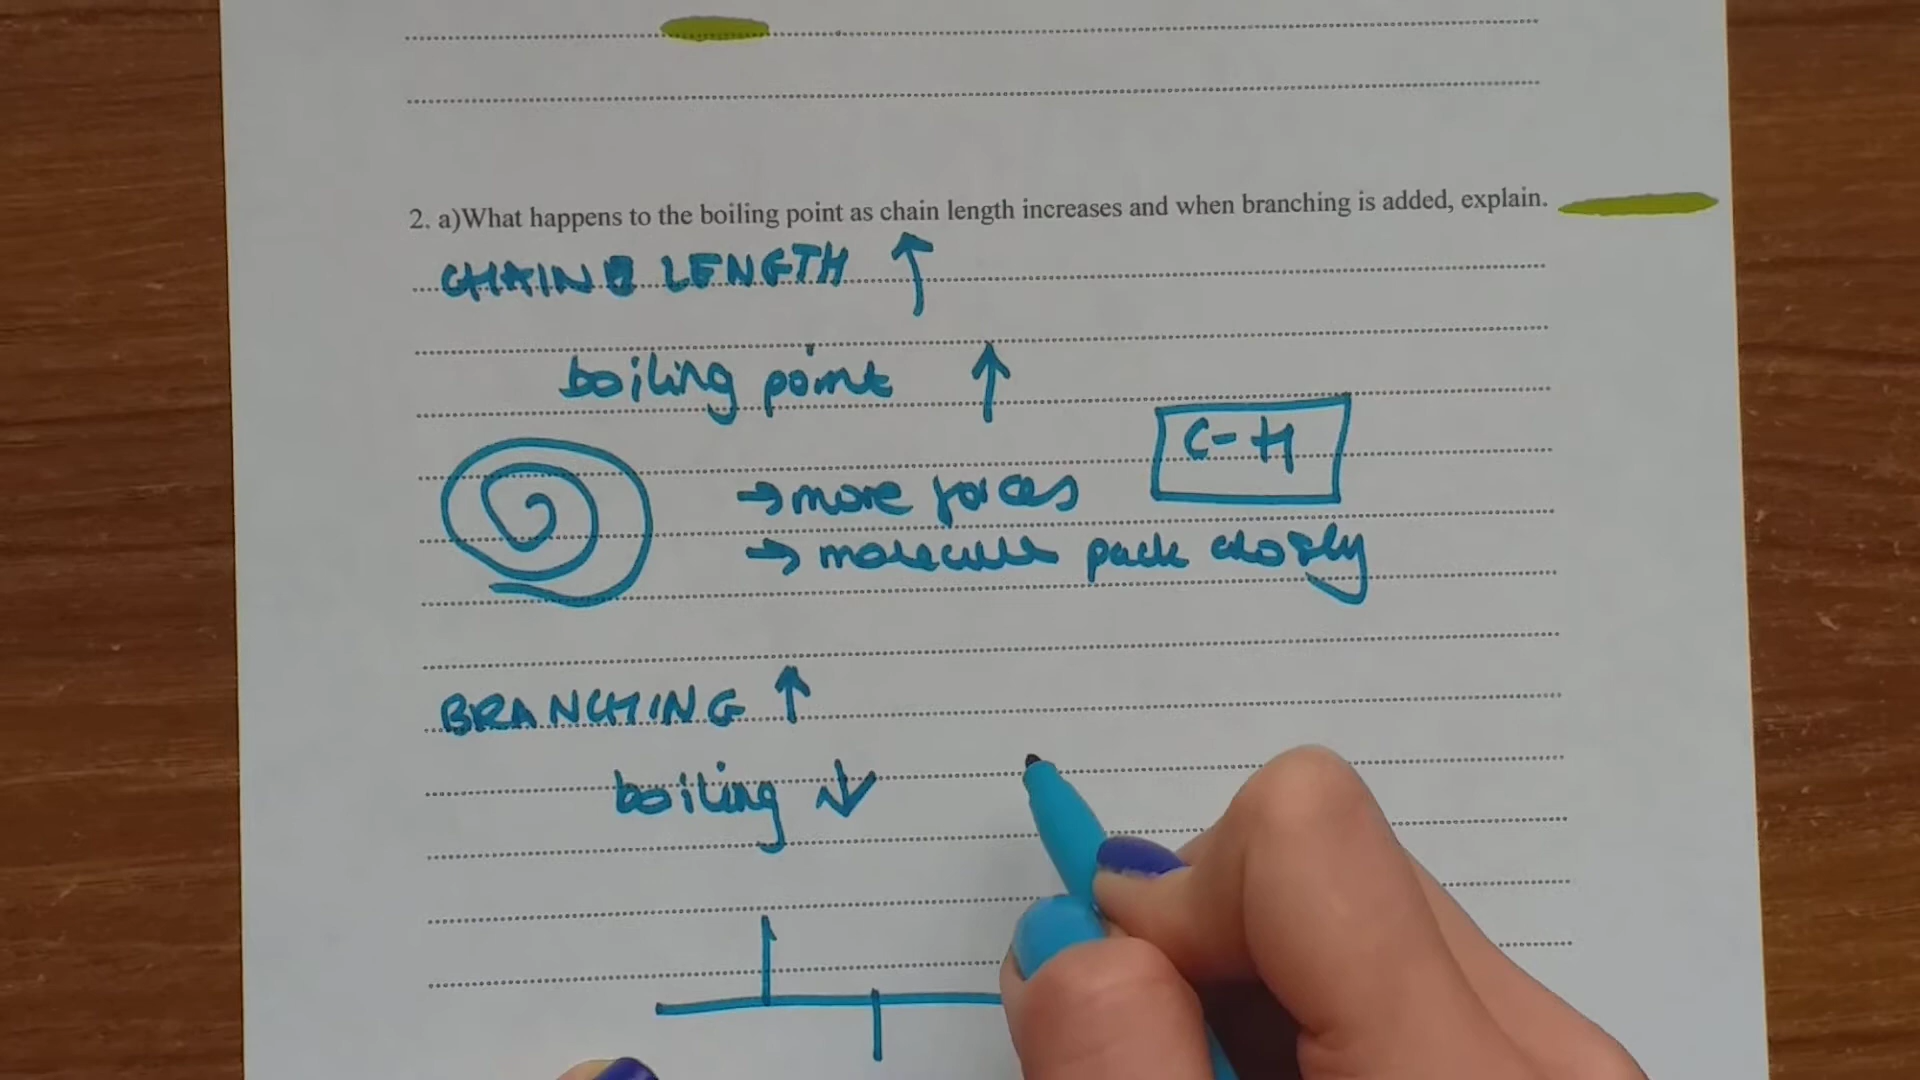 2. a)What happens to the boiling point as chain length increases and when branching is added, explain.
CHAIN LENGTH ↑
boiling point ↑
C-H
→ more forces
→ molecules pack closely
BRANCHING ↑
boiling ↓